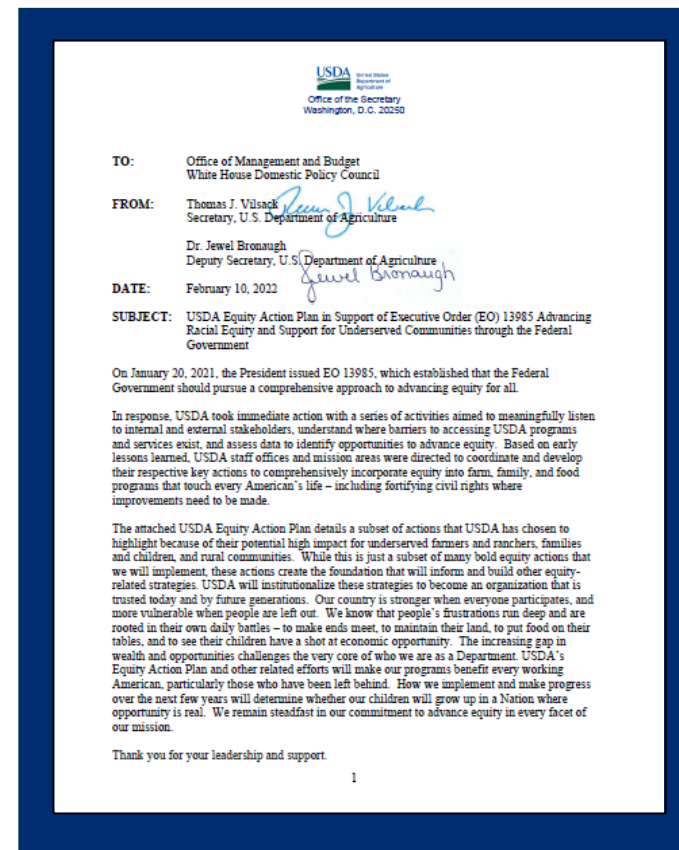 USDA United States
Department of
Agriculture
Office of the Secretary
Washington, D.C. 20250
TO: Office of Management and Budget
White House Domestic Policy Council
FROM: Thomas J. Vilsack
Secretary, U.S. Department of Agriculture
Dr. Jewel Bronaugh
Deputy Secretary, U.S. Department of Agriculture
Jewel Bronaugh
DATE: February 10, 2022
SUBJECT: USDA Equity Action Plan in Support of Executive Order (EO) 13985 Advancing
Racial Equity and Support for Underserved Communities through the Federal
Government
On January 20, 2021, the President issued EO 13985, which established that the Federal
Government should pursue a comprehensive approach to advancing equity for all.
In response, USDA took immediate action with a series of activities aimed to meaningfully listen
to internal and external stakeholders, understand where barriers to accessing USDA programs
and services exist, and assess data to identify opportunities to advance equity.  Based on early
lessons learned, USDA staff offices and mission areas were directed to coordinate and develop
their respective key actions to comprehensively incorporate equity into farm, family, and food
programs that touch every American's life – including fortifying civil rights where
improvements need to be made.
The attached USDA Equity Action Plan details a subset of actions that USDA has chosen to
highlight because of their potential high impact for underserved farmers and ranchers, families
and children, and rural communities.  While this is just a subset of many bold equity actions that
we will implement, these actions create the foundation that will inform and build other equity-
related strategies. USDA will institutionalize these strategies to become an organization that is
trusted today and by future generations.  Our country is stronger when everyone participates, and
more vulnerable when people are left out.  We know that people's frustrations run deep and are
rooted in their own daily battles – to make ends meet, to maintain their land, to put food on their
tables, and to see their children have a shot at economic opportunity.  The increasing gap in
wealth and opportunities challenges the very core of who we are as a Department. USDA's
Equity Action Plan and other related efforts will make our programs benefit every working
American, particularly those who have been left behind.  How we implement and make progress
over the next few years will determine whether our children will grow up in a Nation where
opportunity is real.  We remain steadfast in our commitment to advance equity in every facet of
our mission.
Thank you for your leadership and support.
1